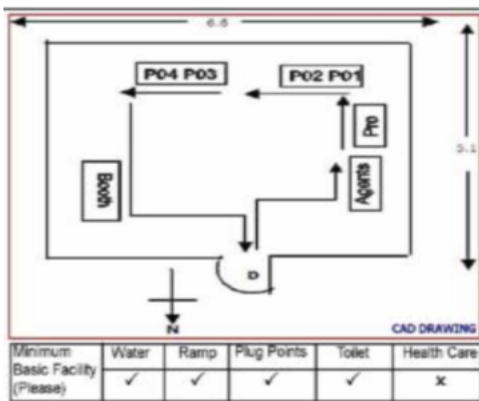 6.6
P04 P03
P02 P01
Pro
5.1
Booth
Agents
D
N
CAD DRAWING
Minimum Basic Facility (Please) Water Ramp Plug Points Toilet Health Care
✓ ✓ ✓ ✓ x